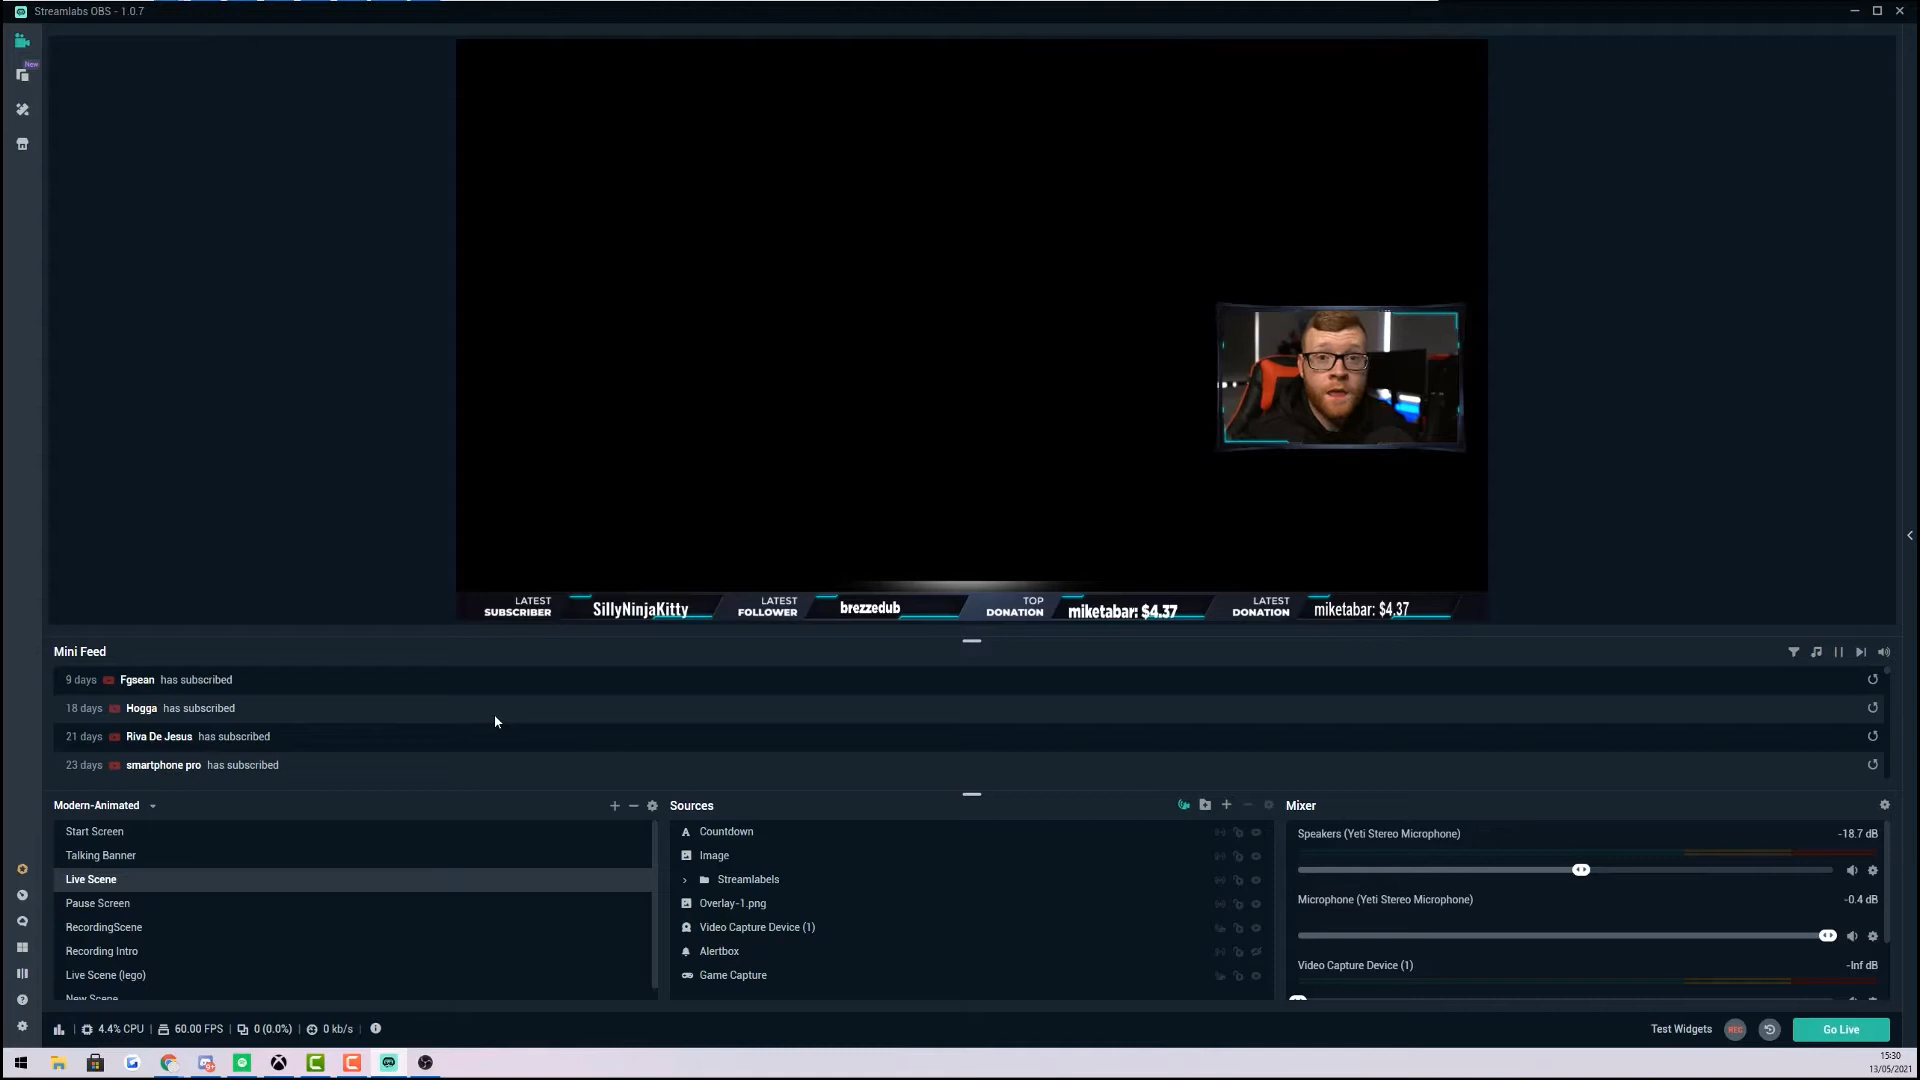 Streamlabs OBS - 1.0.7
New
LATEST SUBSCRIBER SillyNinjaKitty LATEST FOLLOWER brezzedub TOP DONATION miketabar: $4.37 LATEST DONATION miketabar: $4.37
Mini Feed
9 days Fgsean has subscribed
18 days Hogga has subscribed
21 days Riva De Jesus has subscribed
23 days smartphone pro has subscribed
Modern-Animated
Start Screen
Talking Banner
Live Scene
Pause Screen
RecordingScene
Recording Intro
Live Scene (lego)
New Scene
Sources
Countdown
Image
Streamlabels
Overlay-1.png
Video Capture Device (1)
Alertbox
Game Capture
Mixer
Speakers (Yeti Stereo Microphone) -18.7 dB
Microphone (Yeti Stereo Microphone) -0.4 dB
Video Capture Device (1) -Inf dB
4.4% CPU 60.00 FPS 0 (0.0%) 0 kb/s
Test Widgets REC Go Live
15:30
13/05/2021